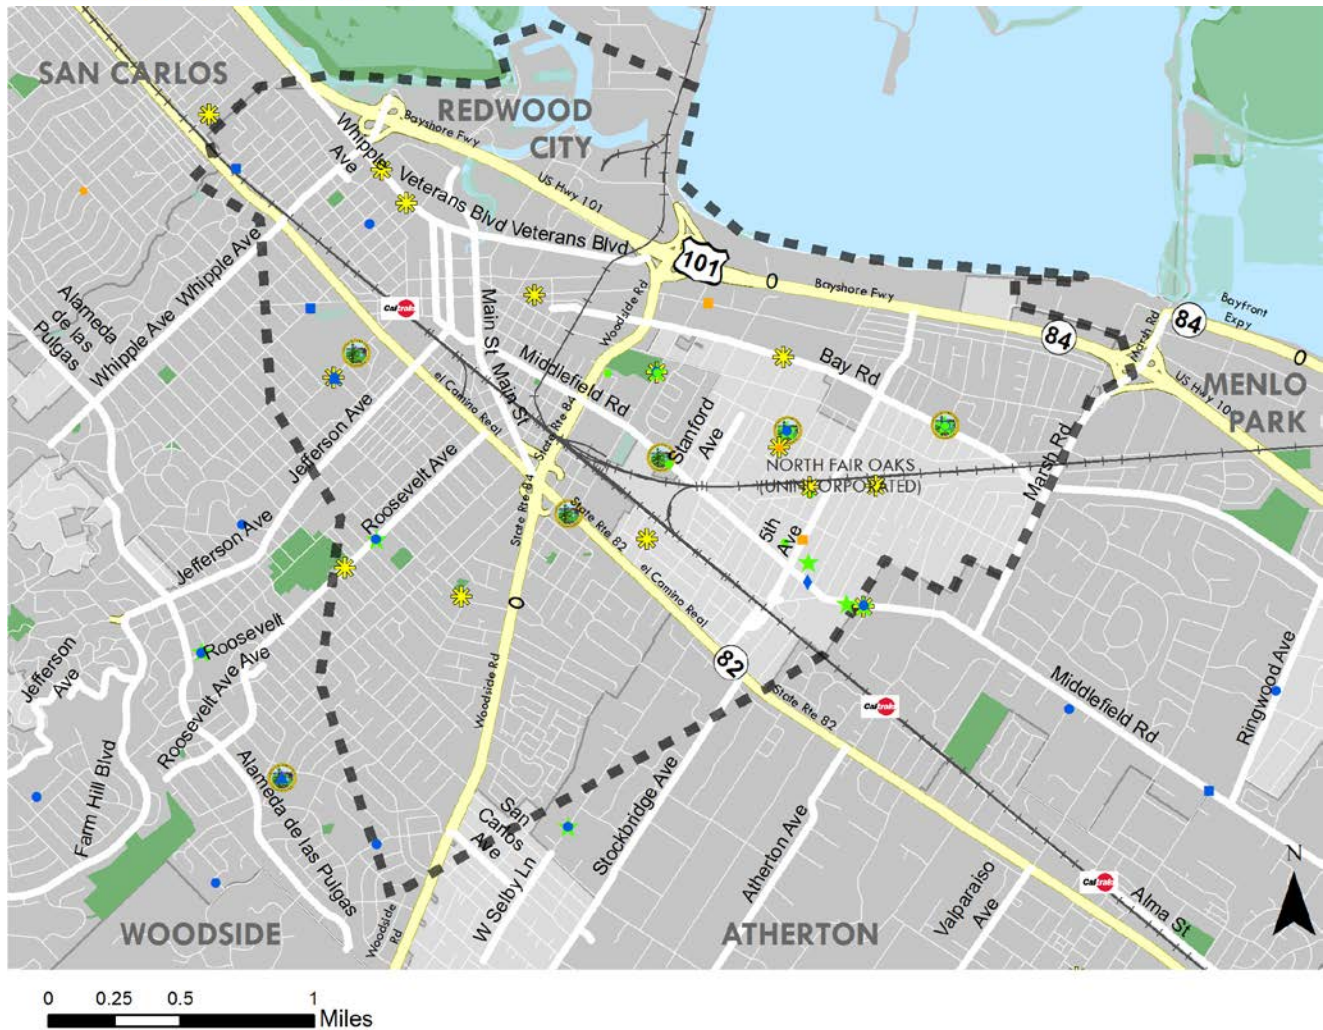 SAN CARLOS
REDWOOD
CITY
Bayshore Fwy
Whipple
Ave
Veterans Blvd
Veterans Blvd
US Hwy 101
101
0
Bayshore Fwy
84
84
Bayfront
Expy
0
Marsh Rd
US Hwy 10
MENLO
PARK
Whipple Ave
Whipple Ave
Alameda
de las
Pulgas
Caltrain
Main St
Main St
Woodside Rd
Middlefield Rd
Bay Rd
el Camino Real
State Rte 84
Stanford
Ave
NORTH FAIR OAKS
(UNINCORPORATED)
Marsh Rd
Jefferson Ave
Jefferson Ave
Roosevelt Ave
State Rte 84
State Rte 82
5th
Ave
el Camino Real
0
Roosevelt
Roosevelt Ave
Ave
Jefferson
Ave
82
State Rte 82
Caltrain
Middlefield Rd
Ringwood Ave
Woodside Rd
Farm Hill Blvd
Alameda de las Pulgas
San
Carlos
Ave
W Selby Ln
Stockbridge Ave
Atherton Ave
Valparaiso
Ave
Caltrain
Alma St
N
Woodside
Rd
WOODSIDE
ATHERTON
0 0.25 0.5 1
Miles